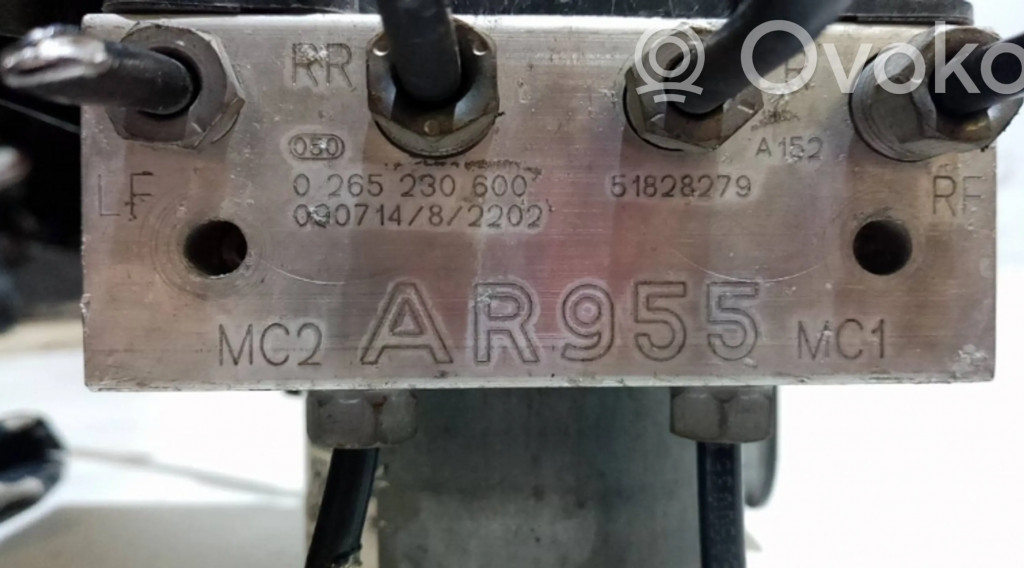 Ovoko
RR
A152
050
0 265 230 600 51828279
090714/8/2202
LF RF
MC2 AR955 MC1